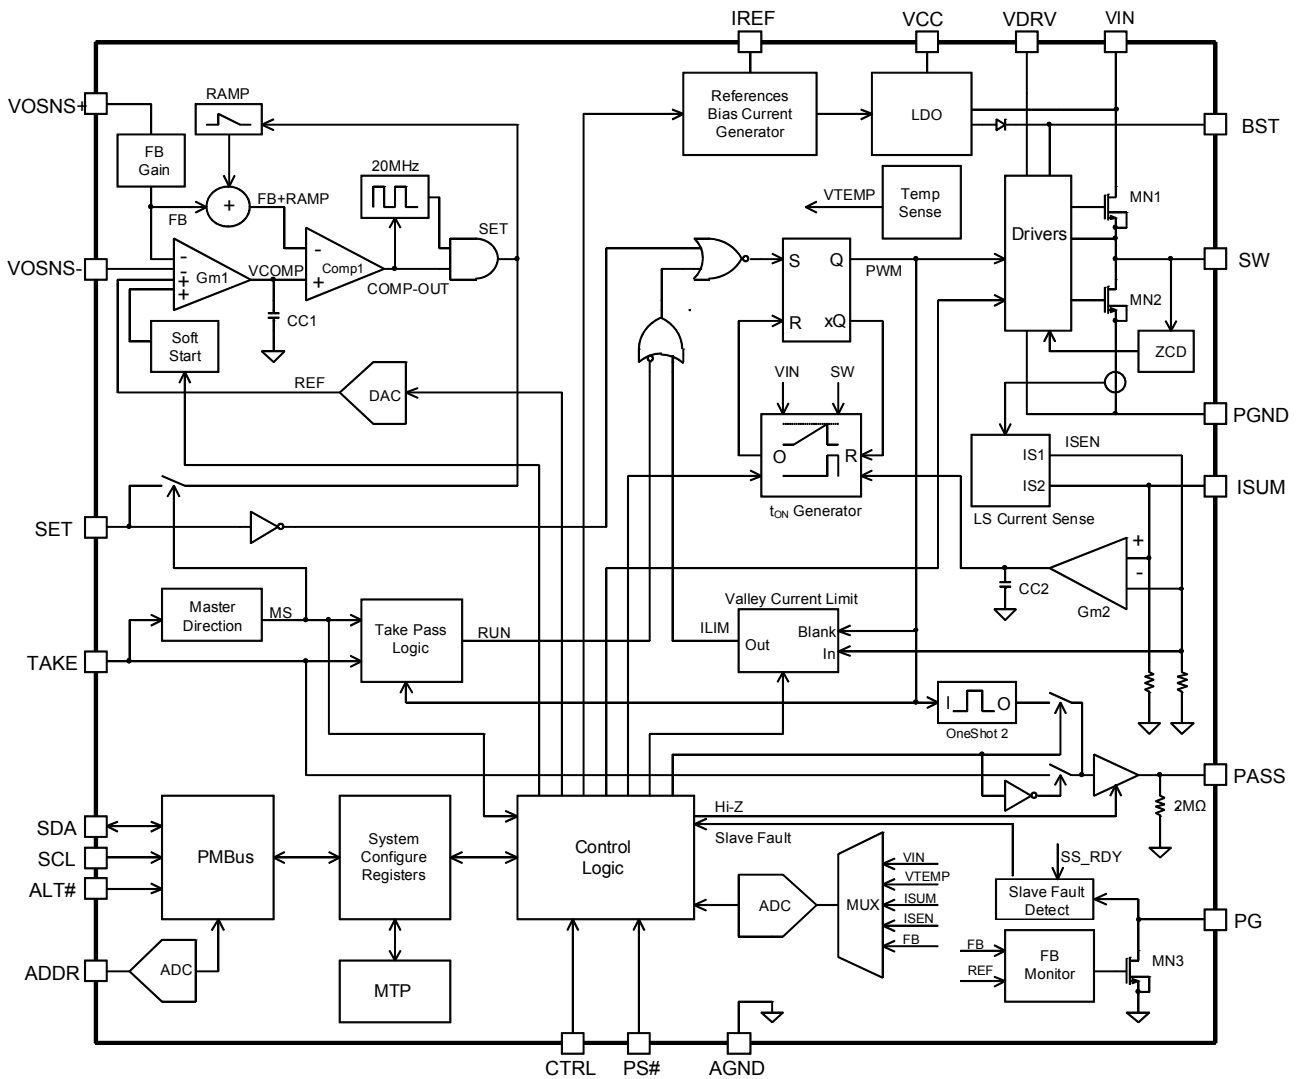 IREF
VCC
VDRV
VIN
VOSNS+
RAMP
References
Bias Current
Generator
LDO
BST
FB
Gain
20MHz
VTEMP
Temp
Sense
+
FB+RAMP
FB
SET
MN1
Drivers
VOSNS-
-
-
+
+
Gm1
VCOMP
-
+
Comp1
COMP-OUT
S
Q
PWM
SW
CC1
MN2
R
xQ
Soft
Start
ZCD
REF
DAC
VIN
SW
PGND
O
R
tON Generator
ISEN
IS1
IS2
LS Current Sense
ISUM
SET
+
-
Gm2
CC2
Master
Direction
MS
Take Pass
Logic
RUN
ILIM
Valley Current Limit
Blank
Out
In
TAKE
I
O
OneShot 2
PASS
2MΩ
Hi-Z
Slave Fault
SDA
SCL
ALT#
PMBus
System
Configure
Registers
Control
Logic
ADC
MUX
VIN
VTEMP
ISUM
ISEN
FB
SS_RDY
Slave Fault
Detect
PG
FB
REF
FB
Monitor
MN3
ADDR
ADC
MTP
CTRL
PS#
AGND